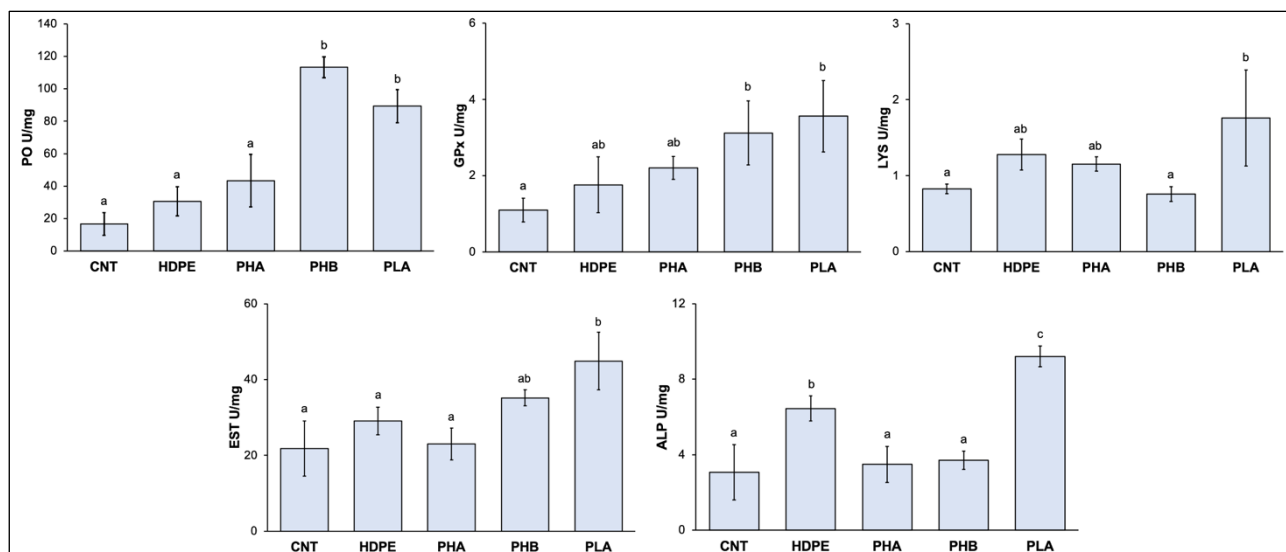 PO U/mg
140
120
100
80
60
40
20
0
a
a
a
b
b
CNT HDPE PHA PHB PLA
GPx U/mg
6
4
2
0
a
ab
ab
b
b
CNT HDPE PHA PHB PLA
LYS U/mg
3
2
1
0
a
ab
ab
a
b
CNT HDPE PHA PHB PLA
EST U/mg
60
40
20
0
a
a
a
ab
b
CNT HDPE PHA PHB PLA
ALP U/mg
12
8
4
0
a
b
a
a
c
CNT HDPE PHA PHB PLA